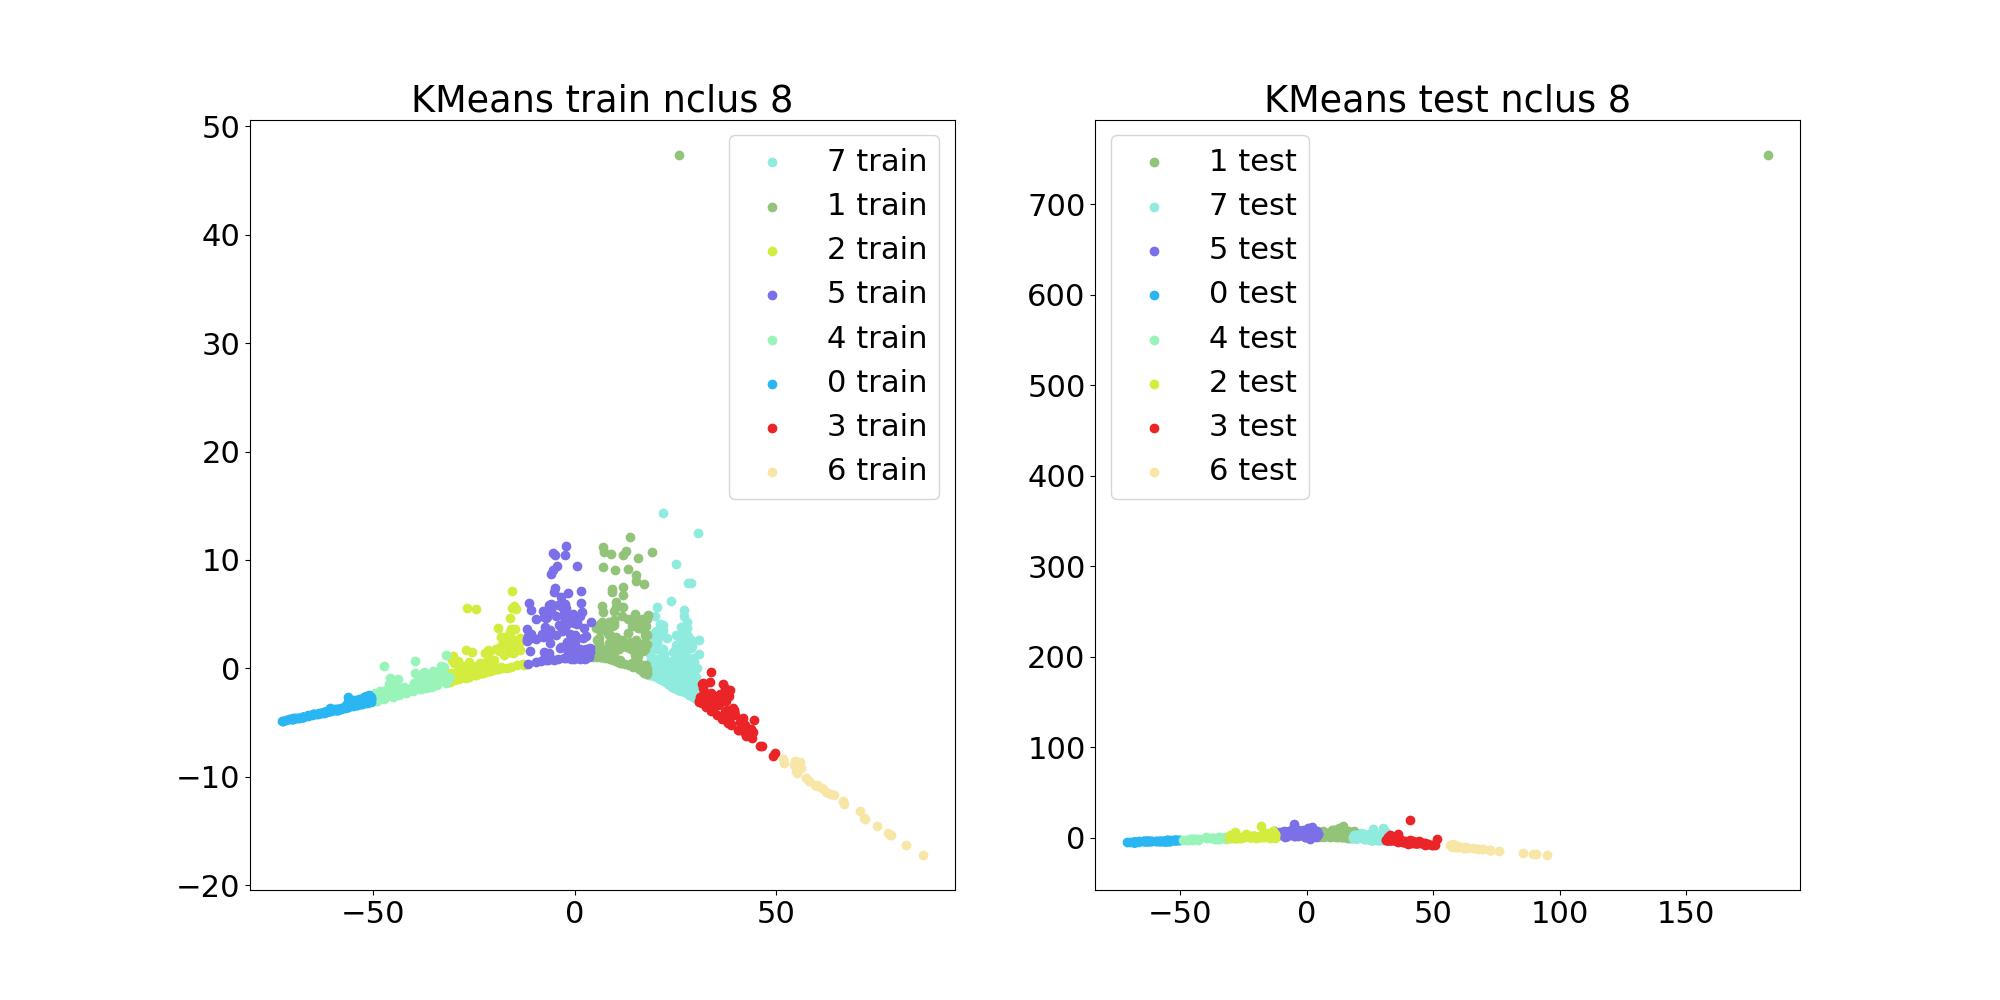 KMeans train nclus 8
50
40
30
20
10
0
−10
−20
−50
0
50
7 train
1 train
2 train
5 train
4 train
0 train
3 train
6 train
KMeans test nclus 8
700
600
500
400
300
200
100
0
−50
0
50
100
150
1 test
7 test
5 test
0 test
4 test
2 test
3 test
6 test